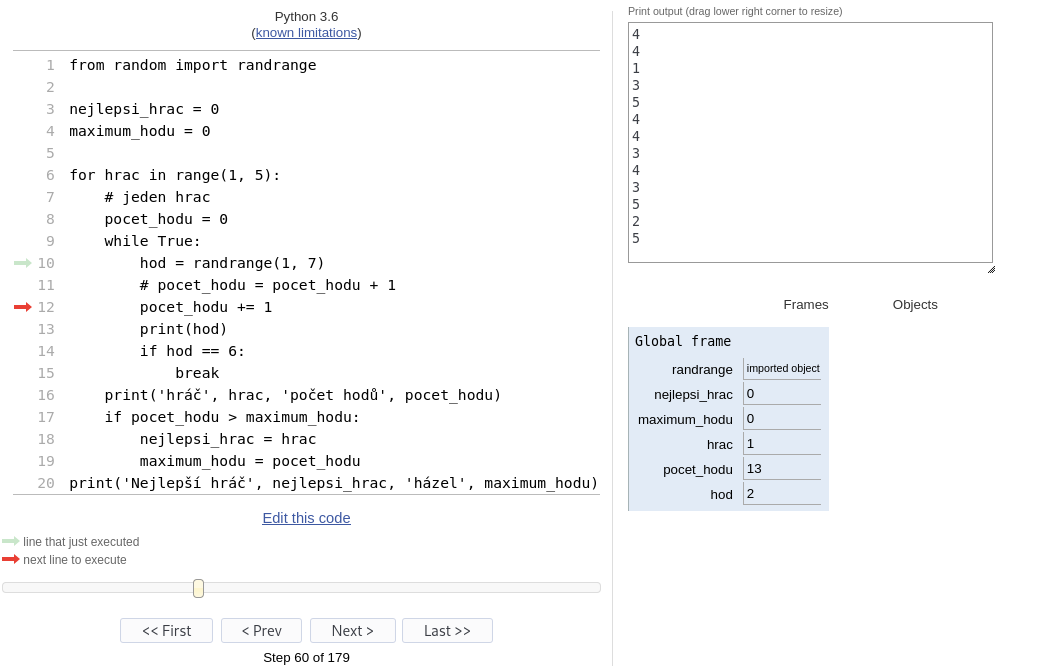 Python 3.6
(known limitations)
1 from random import randrange
2
3 nejlepsi_hrac = 0
4 maximum_hodu = 0
5
6 for hrac in range(1, 5):
7     # jeden hrac
8     pocet_hodu = 0
9     while True:
10         hod = randrange(1, 7)
11         # pocet_hodu = pocet_hodu + 1
12         pocet_hodu += 1
13         print(hod)
14         if hod == 6:
15             break
16     print('hráč', hrac, 'počet hodů', pocet_hodu)
17     if pocet_hodu > maximum_hodu:
18         nejlepsi_hrac = hrac
19         maximum_hodu = pocet_hodu
20 print('Nejlepší hráč', nejlepsi_hrac, 'házel', maximum_hodu)
Edit this code
line that just executed
next line to execute
<< First < Prev Next > Last >>
Step 60 of 179
Print output (drag lower right corner to resize)
4
4
1
3
5
4
4
3
4
3
5
2
5
Frames Objects
Global frame
randrange imported object
nejlepsi_hrac 0
maximum_hodu 0
hrac 1
pocet_hodu 13
hod 2